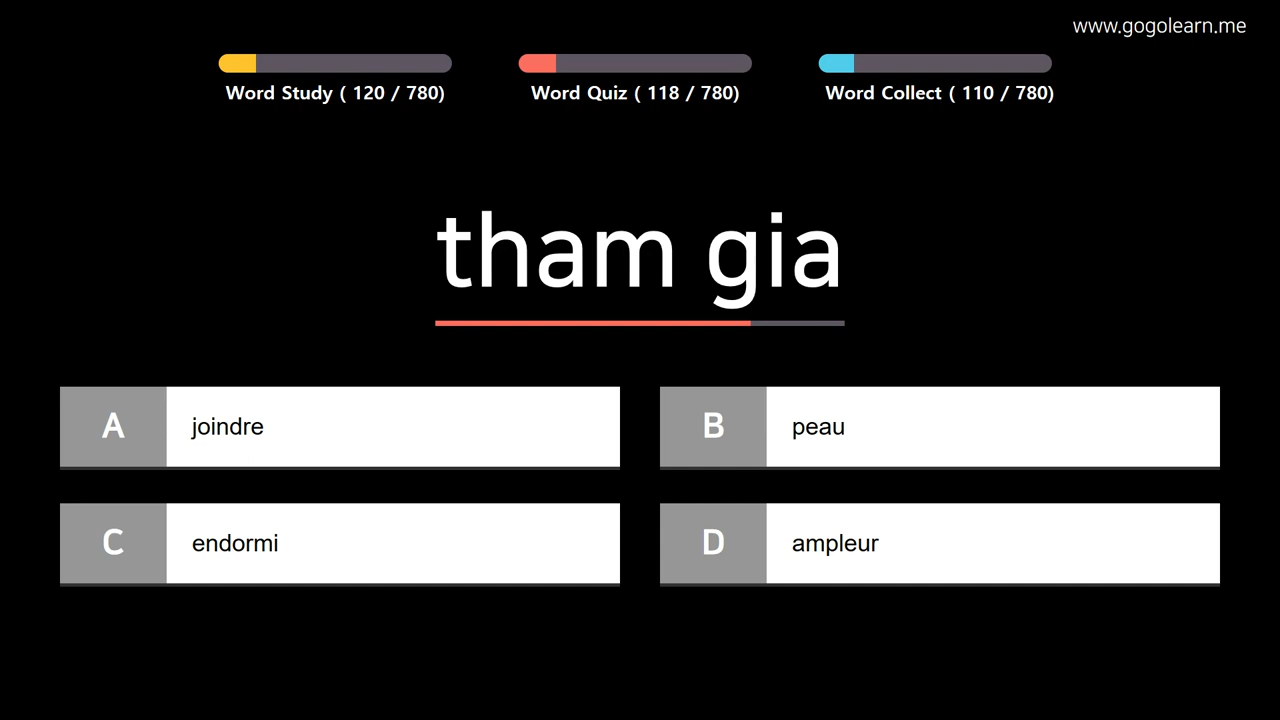 www.gogolearn.me
Word Study ( 120 / 780)
Word Quiz ( 118 / 780)
Word Collect ( 110 / 780)
tham gia
A joindre
B peau
C endormi
D ampleur